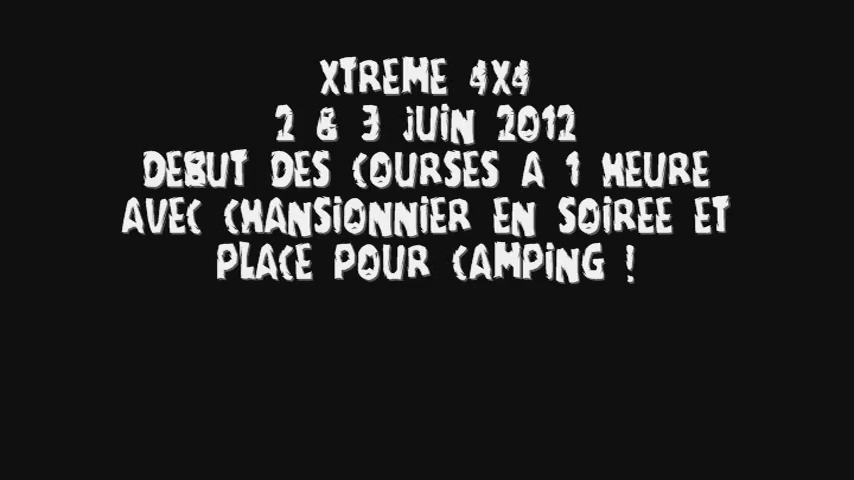 XTREME 4X4
2 & 3 JUIN 2012
DEBUT DES COURSES A 1 HEURE
AVEC CHANSIONNIER EN SOIREE ET
PLACE POUR CAMPING !